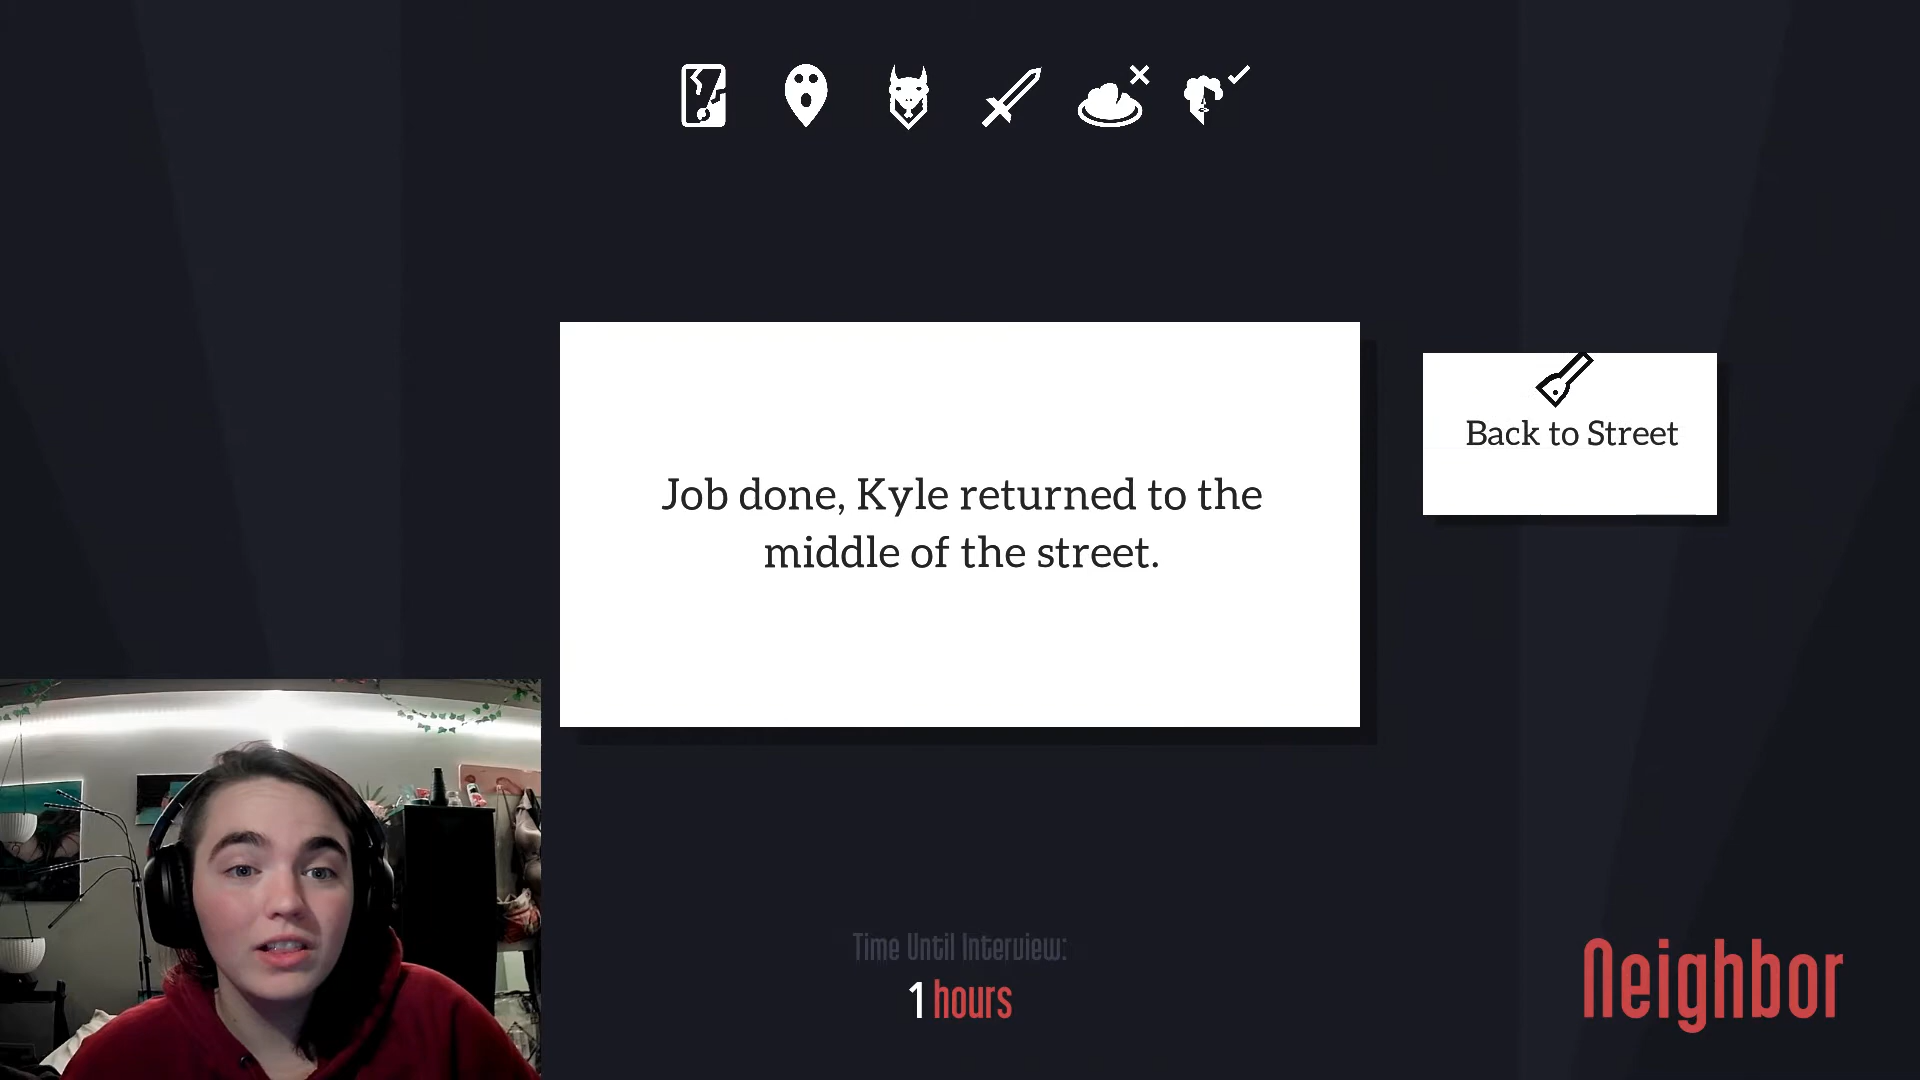 Job done, Kyle returned to the
middle of the street.
Back to Street
Time Until Interview:
1 hours
Neighbor